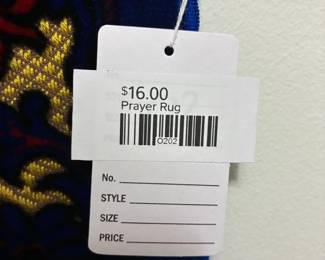 $16.00
Prayer Rug
O202
No.
STYLE
SIZE
PRICE